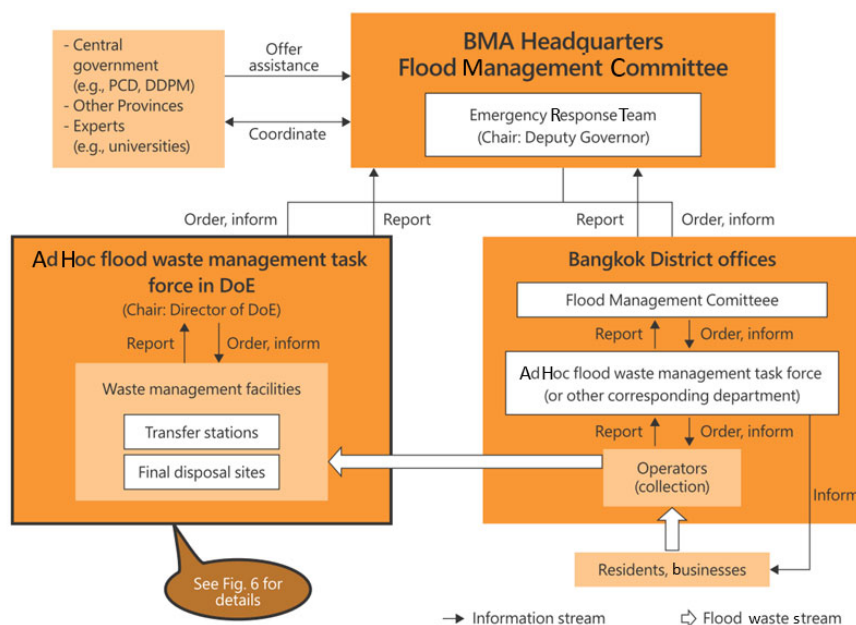 - Central
government
(e.g., PCD, DDPM)
- Other Provinces
- Experts
(e.g., universities)
Offer
assistance
Coordinate
BMA Headquarters
Flood Management Committee
Emergency Response Team
(Chair: Deputy Governor)
Order, inform
Report
Report
Order, inform
Ad Hoc flood waste management task
force in DoE
(Chair: Director of DoE)
Report
Order, inform
Waste management facilities
Transfer stations
Final disposal sites
See Fig. 6 for
details
Bangkok District offices
Flood Management Comitteee
Report
Order, inform
Ad Hoc flood waste management task force
(or other corresponding department)
Report
Order, inform
Operators
(collection)
Inform
Residents, businesses
Information stream
Flood waste stream